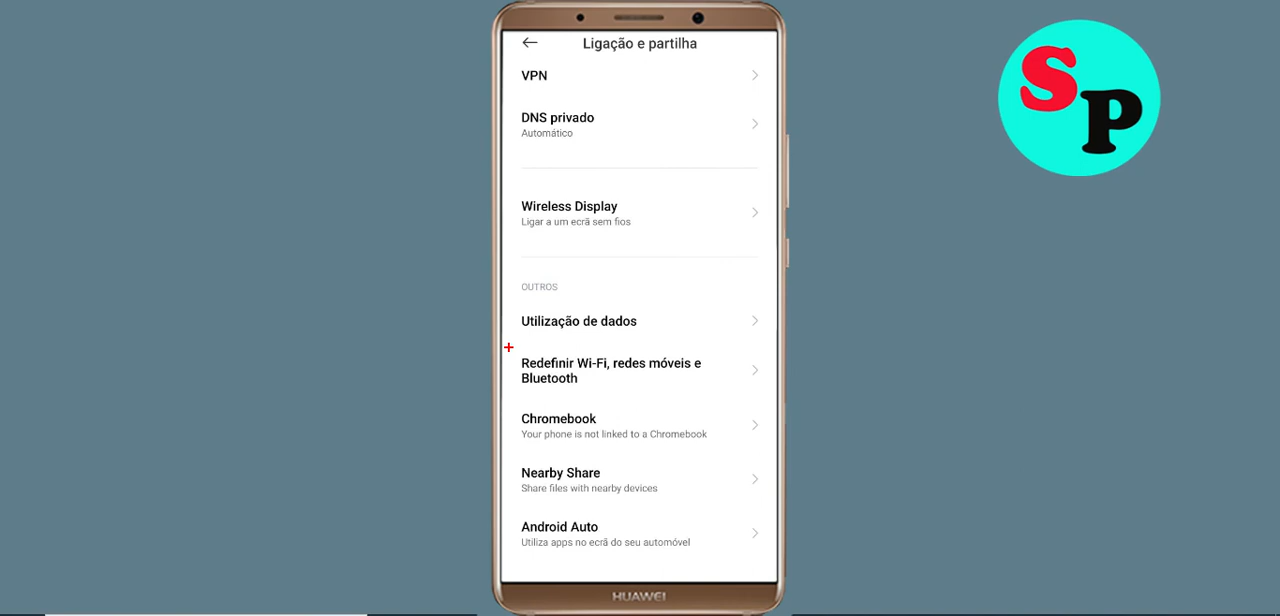 Ligação e partilha
VPN
DNS privado
Automático
Wireless Display
Ligar a um ecrã sem fios
OUTROS
Utilização de dados
Redefinir Wi-Fi, redes móveis e
Bluetooth
Chromebook
Your phone is not linked to a Chromebook
Nearby Share
Share files with nearby devices
Android Auto
Utiliza apps no ecrã do seu automóvel
HUAWEI
SP